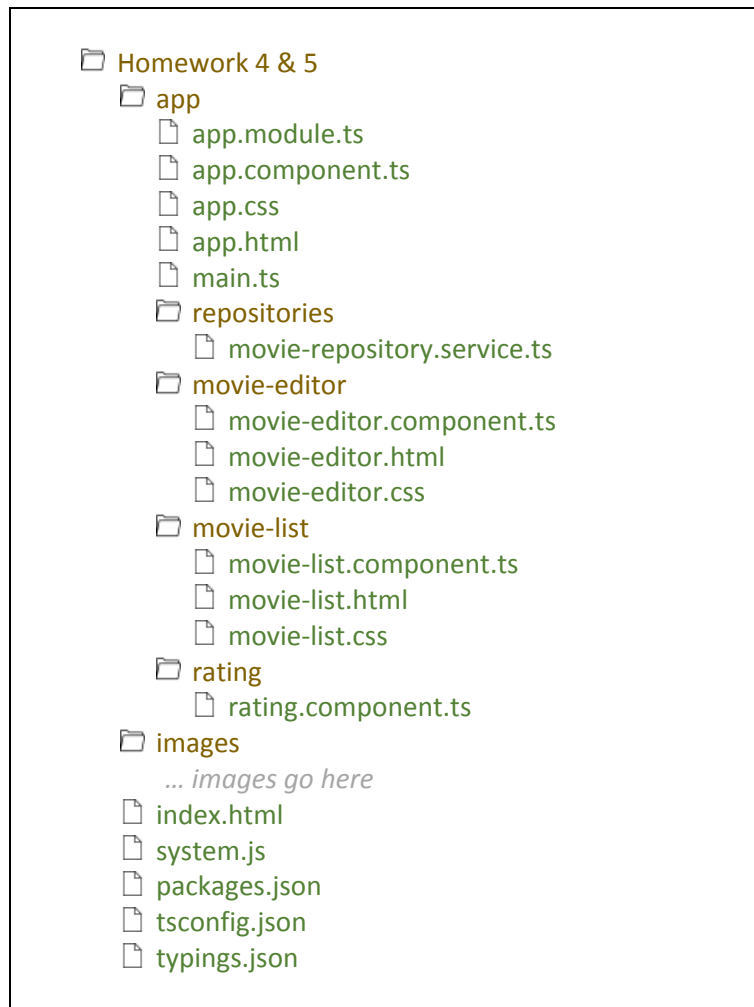 Homework 4 & 5
app
app.module.ts
app.component.ts
app.css
app.html
main.ts
repositories
movie-repository.service.ts
movie-editor
movie-editor.component.ts
movie-editor.html
movie-editor.css
movie-list
movie-list.component.ts
movie-list.html
movie-list.css
rating
rating.component.ts
images
... images go here
index.html
system.js
packages.json
tsconfig.json
typings.json